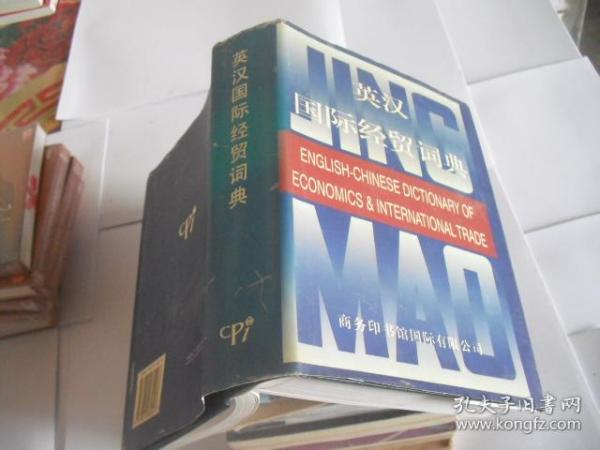 英汉国际经贸词典
CPI
CPI
JING
英汉
国际经贸词典
ENGLISH-CHINESE DICTIONARY OF
ECONOMICS & INTERNATIONAL TRADE
MAO
商务印书馆国际有限公司
孔夫子旧书网
www.kongfz.com